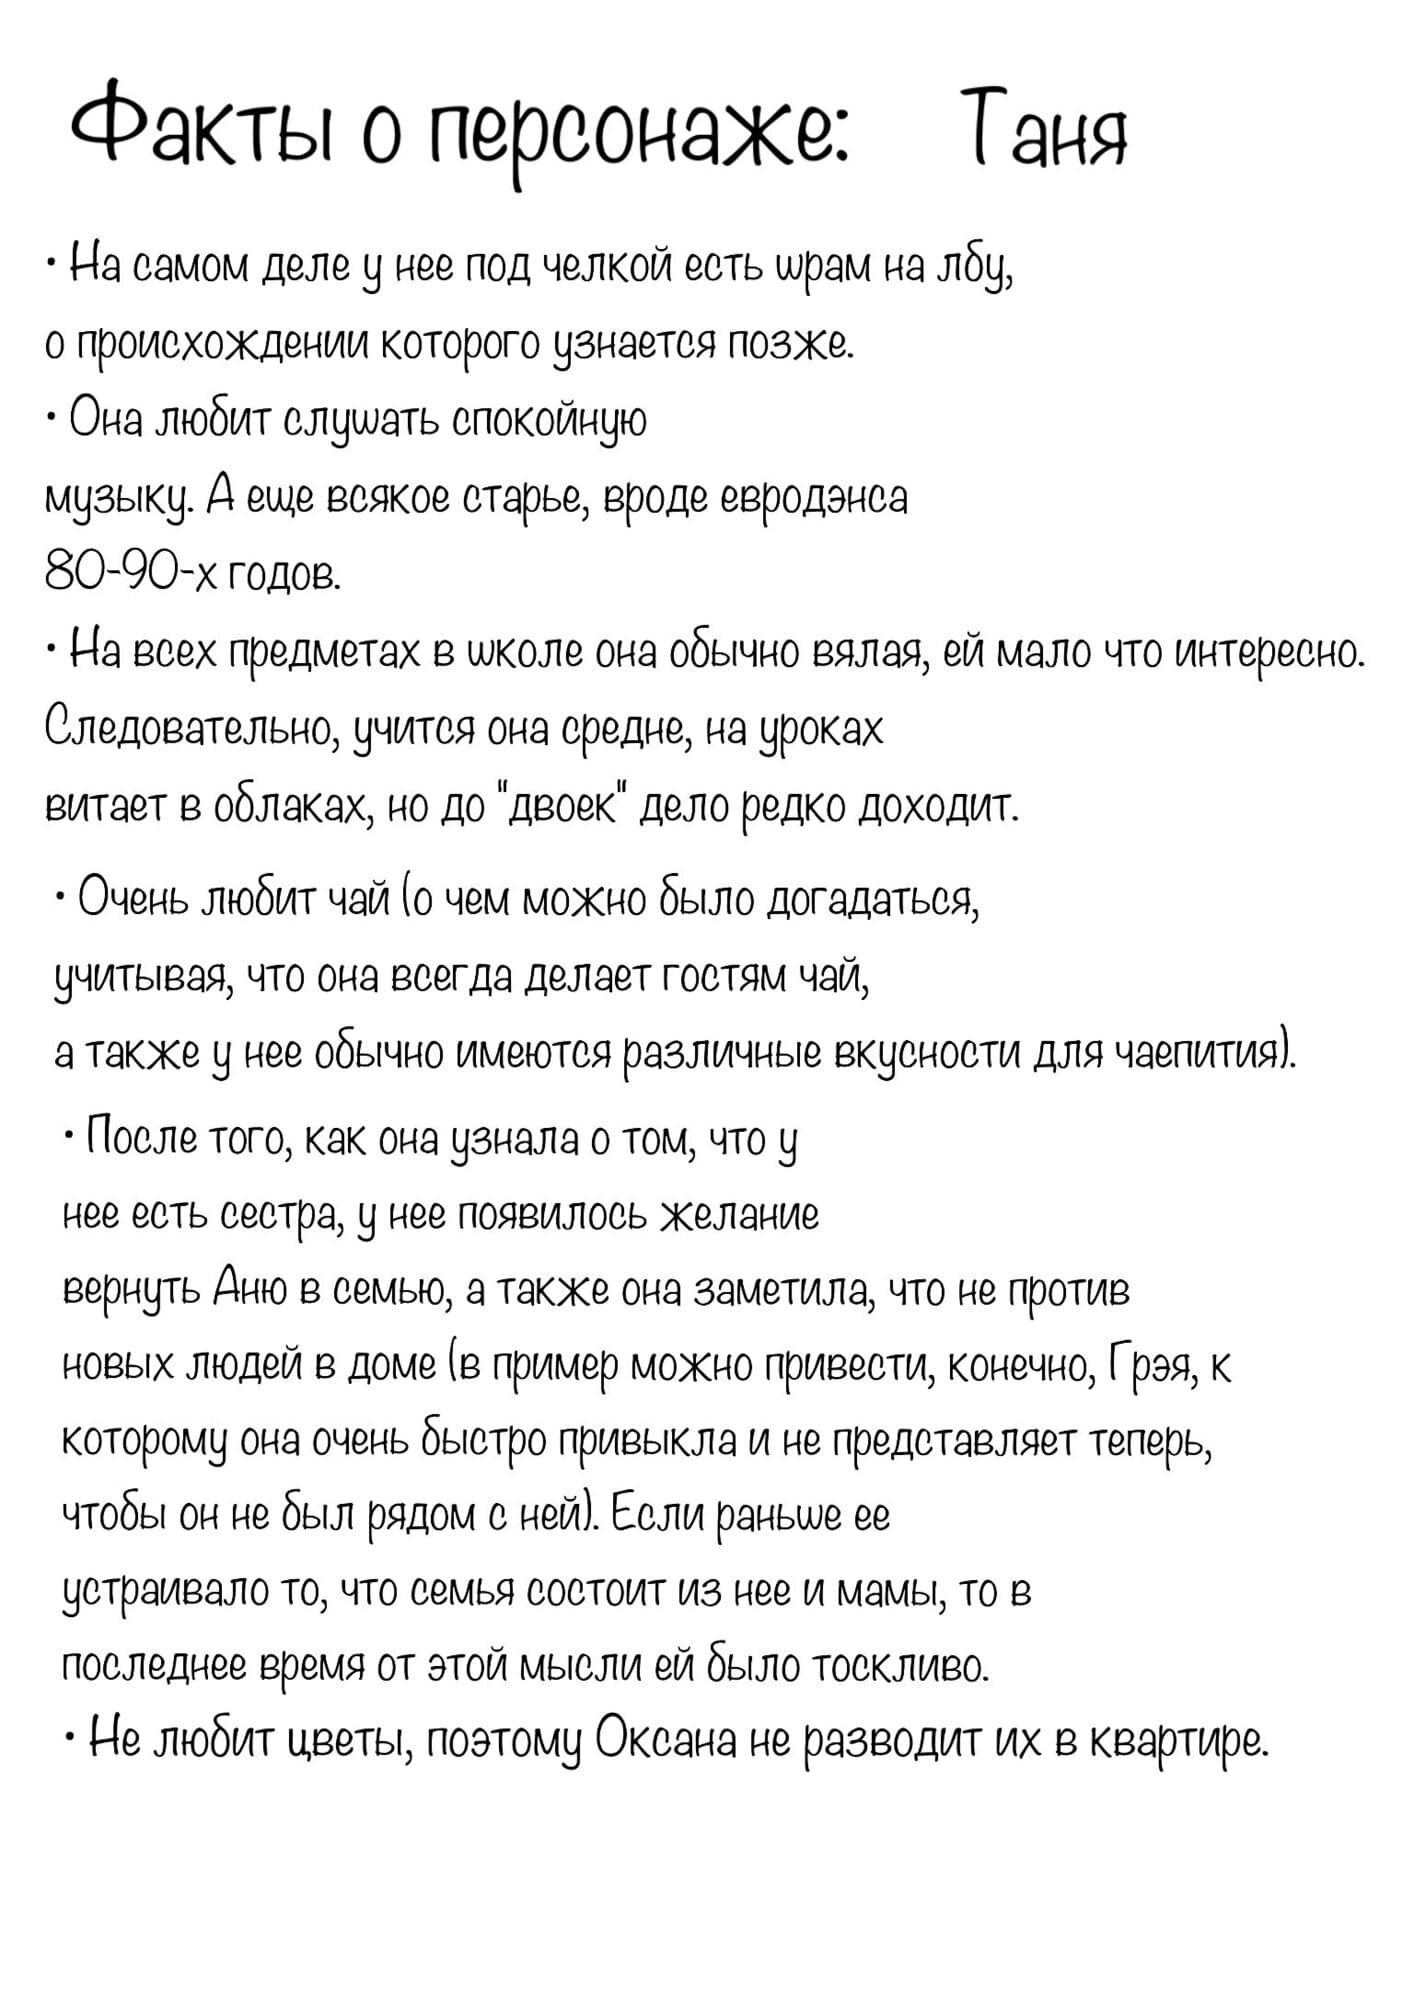 Факты о персонаже: Таня
• На самом деле у нее под челкой есть шрам на лбу,
о происхождении которого узнается позже.
• Она любит слушать спокойную
музыку. А еще всякое старье, вроде евродэнса
80-90-х годов.
• На всех предметах в школе она обычно вялая, ей мало что интересно.
Следовательно, учится она средне, на уроках
витает в облаках, но до "двоек" дело редко доходит.
• Очень любит чай (о чем можно было догадаться,
учитывая, что она всегда делает гостям чай,
а также у нее обычно имеются различные вкусности для чаепития).
• После того, как она узнала о том, что у
нее есть сестра, у нее появилось желание
вернуть Аню в семью, а также она заметила, что не против
новых людей в доме (в пример можно привести, конечно, Грэя, к
которому она очень быстро привыкла и не представляет теперь,
чтобы он не был рядом с ней). Если раньше ее
устраивало то, что семья состоит из нее и мамы, то в
последнее время от этой мысли ей было тоскливо.
• Не любит цветы, поэтому Оксана не разводит их в квартире.